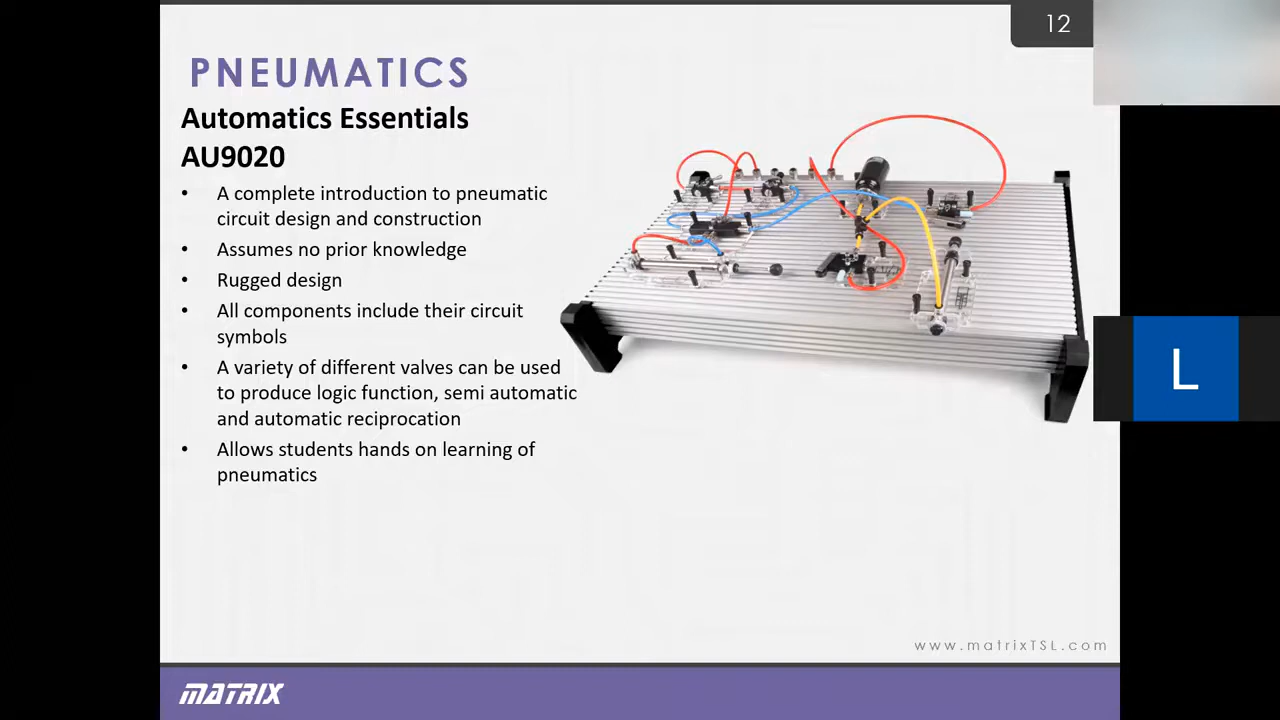 12
PNEUMATICS
Automatics Essentials
AU9020
• A complete introduction to pneumatic
circuit design and construction
• Assumes no prior knowledge
• Rugged design
• All components include their circuit
symbols
• A variety of different valves can be used
to produce logic function, semi automatic
and automatic reciprocation
• Allows students hands on learning of
pneumatics
L
www.matrixTSL.com
MATRIX